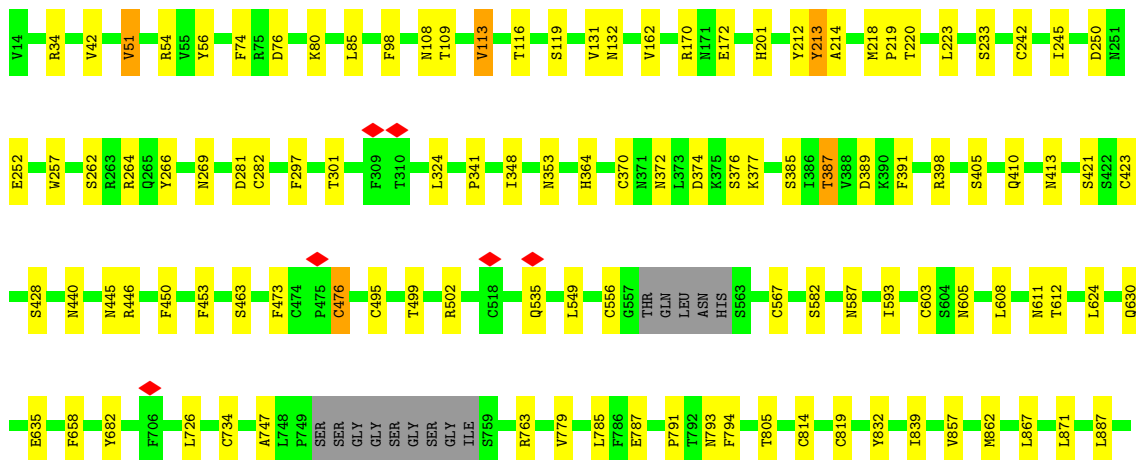 V14 R34 V42 V51 R54 V55 Y56 F74 R75 D76 K80 L85 F98 N108 T109 V113 T116 S119 V131 N132 V162 R170 N171 E172 H201 Y212 Y213 A214 M218 P219 T220 L223 S233 C242 I245 D250 N251
E252 W257 S262 R263 R264 Q265 Y266 N269 D281 C282 F297 T301 F309 T310 L324 P341 I348 N353 H364 C370 N371 N372 L373 D374 K375 S376 K377 S385 I386 T387 V388 D389 K390 F391 R398 S405 Q410 N413 S421 S422 C423
S428 N440 N445 R446 F450 F453 S463 F473 C474 P475 C476 C495 T499 R502 C518 Q535 L549 C556 G557 THR GLN LEU ASN HIS S563 C567 S582 N587 I593 C603 S604 N605 L608 N611 T612 L624 Q630
E635 F658 Y682 F706 L726 C734 A747 L748 P749 SER SER GLY GLY SER GLY SER GLY ILE S759 R763 V779 L785 F786 E787 P791 T792 N793 F794 T805 C814 C819 Y832 T839 V857 M862 L867 L871 L887